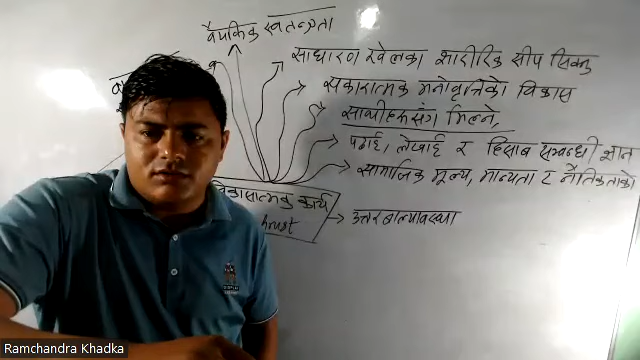 वैयक्तिक स्वतन्त्रता
साधारण खेलका शारीरिक सीप सिक्नु
सकारात्मक मनोवृत्तिको विकास
साथीहरूसंग मिल्ने,
पढाई, लेखाई र हिसाब सम्बन्धी ज्ञान
सामाजिक मूल्य, मान्यता र नैतिकताको
विकासात्मक कार्य
उत्तर बाल्यावस्था
Ramchandra Khadka